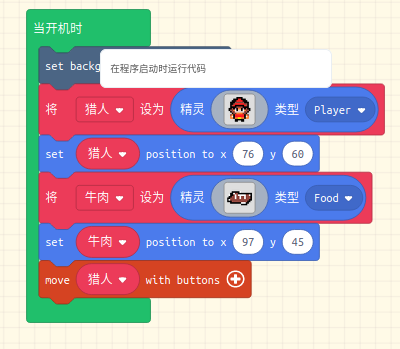 当开机时
set backg
在程序启动时运行代码
将 猎人 设为 精灵 类型 Player
set 猎人 position to x 76 y 60
将 牛肉 设为 精灵 类型 Food
set 牛肉 position to x 97 y 45
move 猎人 with buttons